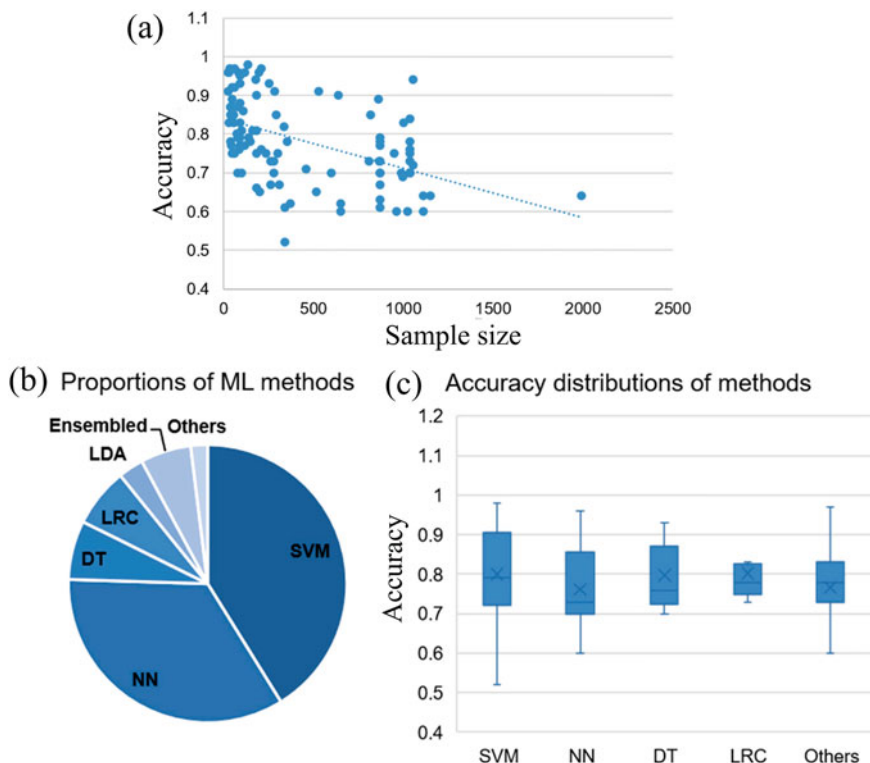 (a)
1.1
1
0.9
0.8
0.7
0.6
0.5
0.4
Accuracy
0 500 1000 1500 2000 2500
Sample size
(b) Proportions of ML methods
Ensembled Others
LDA
LRC
DT
SVM
NN
(c) Accuracy distributions of methods
1.2
1.1
1
0.9
0.8
0.7
0.6
0.5
0.4
Accuracy
SVM NN DT LRC Others